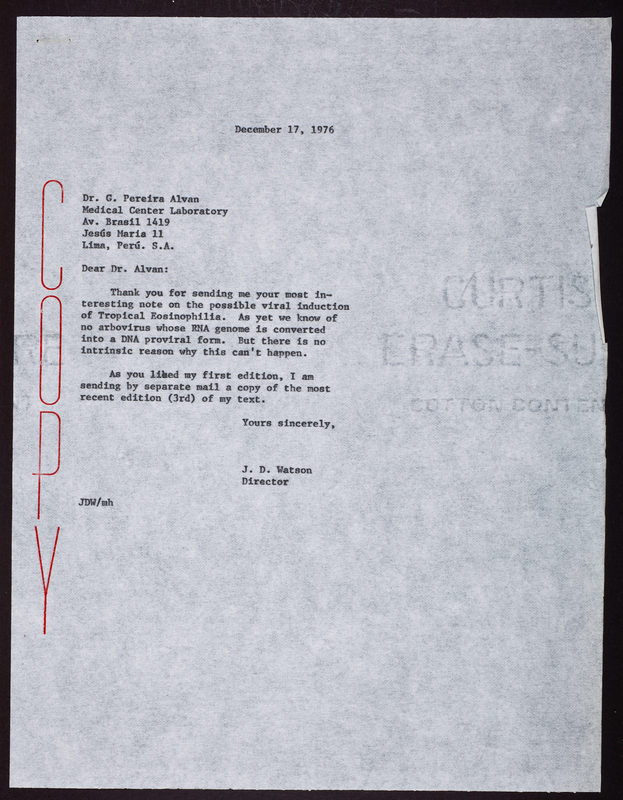 December 17, 1976
Dr. G. Pereira Alvan
Medical Center Laboratory
Av. Brasil 1419
Jesús Maria 11
Lima, Perú. S.A.
Dear Dr. Alvan:
Thank you for sending me your most in-
teresting note on the possible viral induction
of Tropical Eosinophilia. As yet we know of
no arbovirus whose RNA genome is converted
into a DNA proviral form. But there is no
intrinsic reason why this can't happen.
As you liked my first edition, I am
sending by separate mail a copy of the most
recent edition (3rd) of my text.
Yours sincerely,
J. D. Watson
Director
JDW/mh
COPY
CURTIS
ERASE-SU
COTTON CONTEN